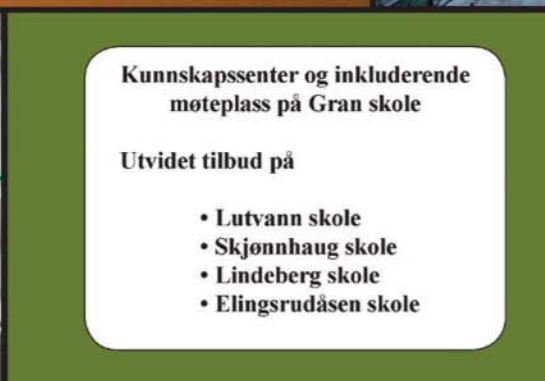 Kunnskapssenter og inkluderende
møteplass på Gran skole
Utvidet tilbud på
• Lutvann skole
• Skjønnhaug skole
• Lindeberg skole
• Elingsrudåsen skole